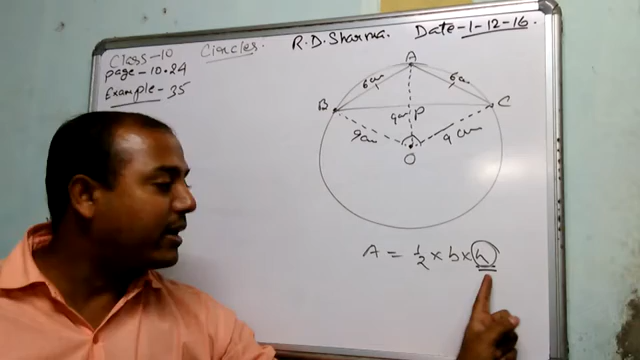 Class-10
Circles.
R.D. Sharma.
Date-1-12-16.
page-10.24
Example-35
A
6cm
6cm
B
C
9cm
P
9cm
9cm
O
A = 1/2 × b × h